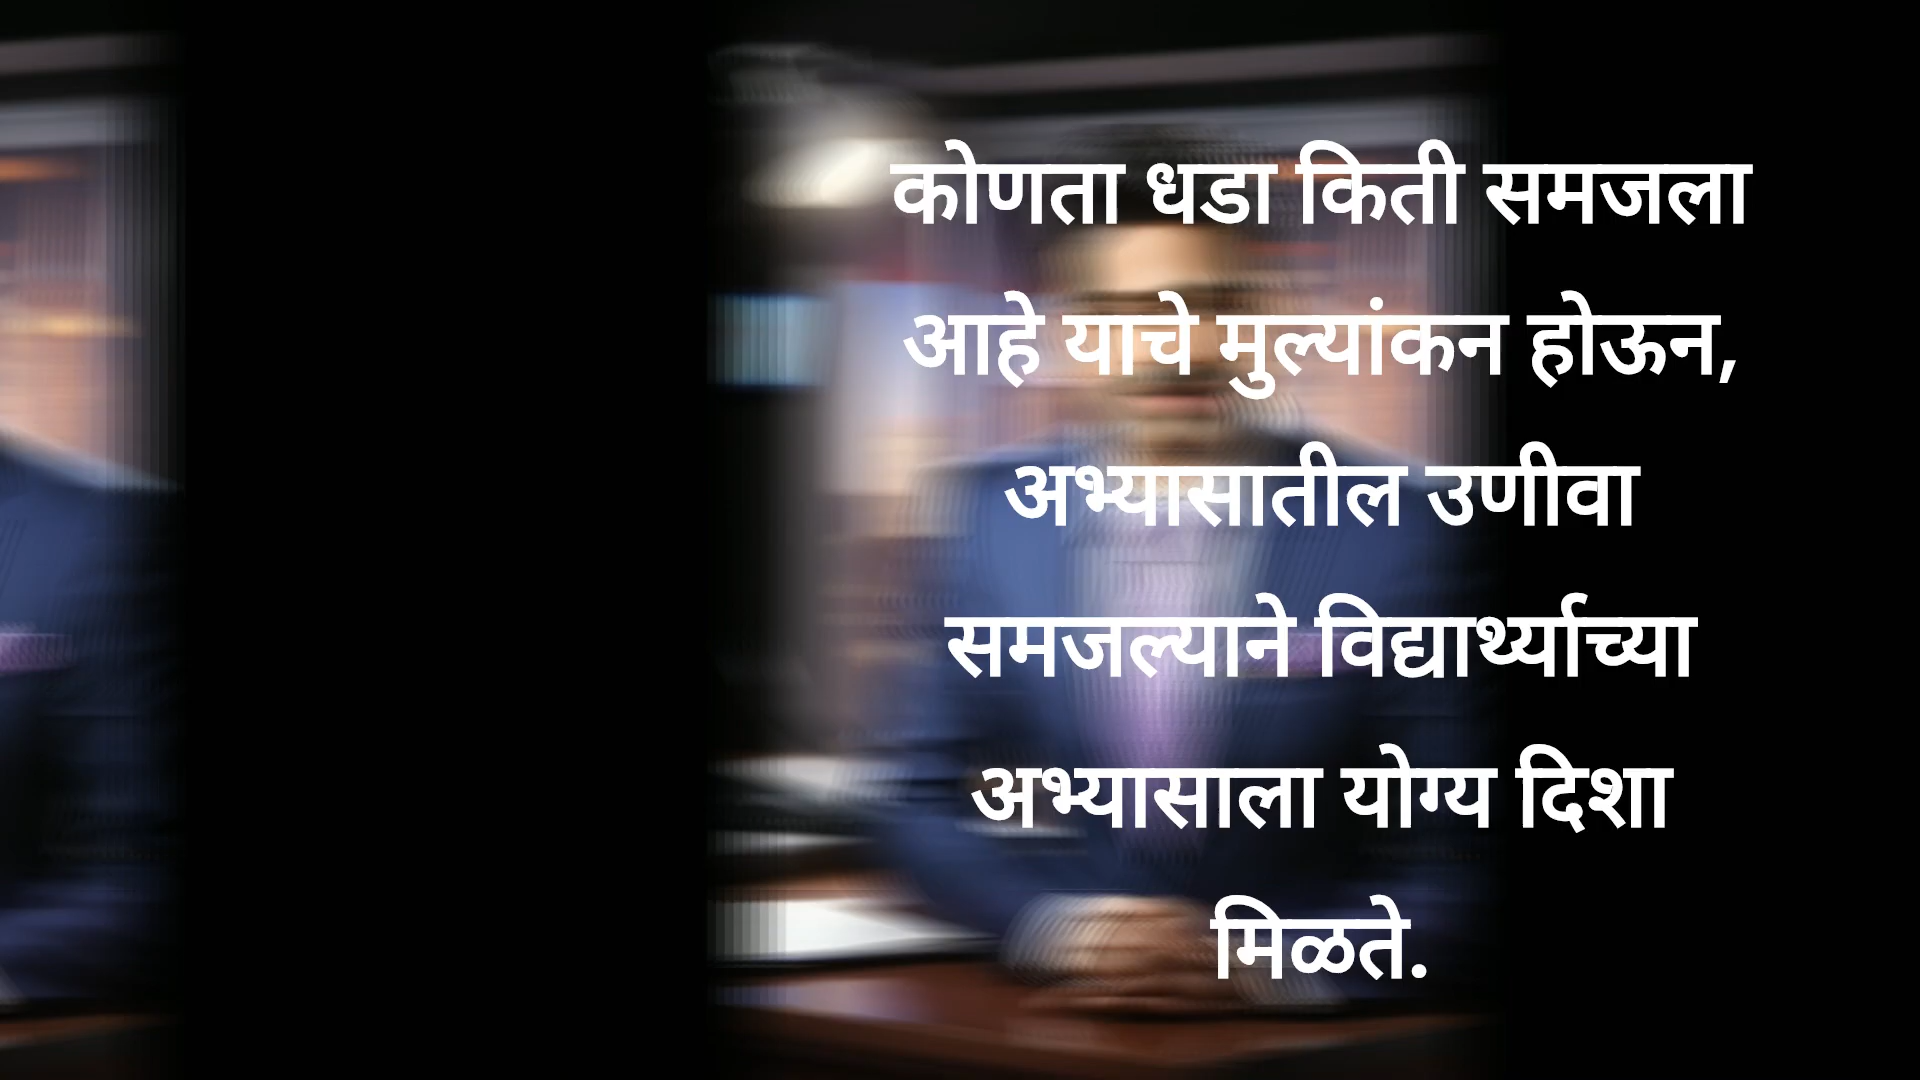 कोणता धडा किती समजला
आहे याचे मुल्यांकन होऊन,
अभ्यासातील उणीवा
समजल्याने विद्यार्थ्याच्या
अभ्यासाला योग्य दिशा
मिळते.